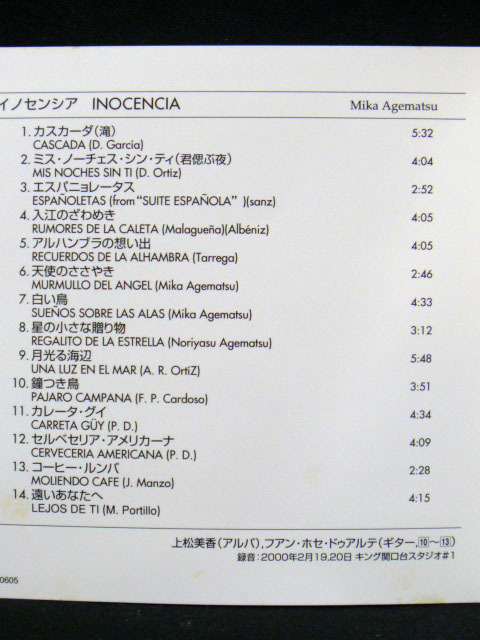 イノセンシア INOCENCIA Mika Agematsu
1. カスカーダ(滝) 5:32
CASCADA (D. García)
2. ミス・ノーチェス・シン・ティ(君偲ぶ夜) 4:04
MIS NOCHES SIN TI (D. Ortiz)
3. エスパニョレータス 2:52
ESPAÑOLETAS (from “SUITE ESPAÑOLA” )(sanz)
4. 入江のざわめき 4:05
RUMORES DE LA CALETA (Malagueña)(Albéniz)
5. アルハンブラの想い出 4:05
RECUERDOS DE LA ALHAMBRA (Tarrega)
6. 天使のささやき 2:46
MURMULLO DEL ANGEL (Mika Agematsu)
7. 白い鳥 4:33
SUEÑOS SOBRE LAS ALAS (Mika Agematsu)
8. 星の小さな贈り物 3:12
REGALITO DE LA ESTRELLA (Noriyasu Agematsu)
9. 月光る海辺 5:48
UNA LUZ EN EL MAR (A. R. OrtiZ)
10. 鐘つき鳥 3:51
PAJARO CAMPANA (F. P. Cardoso)
11. カレータ・グイ 4:34
CARRETA GÜY (P. D.)
12. セルベセリア・アメリカーナ 4:09
CERVECERIA AMERICANA (P. D.)
13. コーヒー・ルンバ 2:28
MOLIENDO CAFE (J. Manzo)
14. 遠いあなたへ 4:15
LEJOS DE TI (M. Portillo)
上松美香(アルパ),フアン・ホセ・ドゥアルテ(ギター,⑩〜⑬)
録音:2000年2月19,20日 キング関口台スタジオ#1
0605